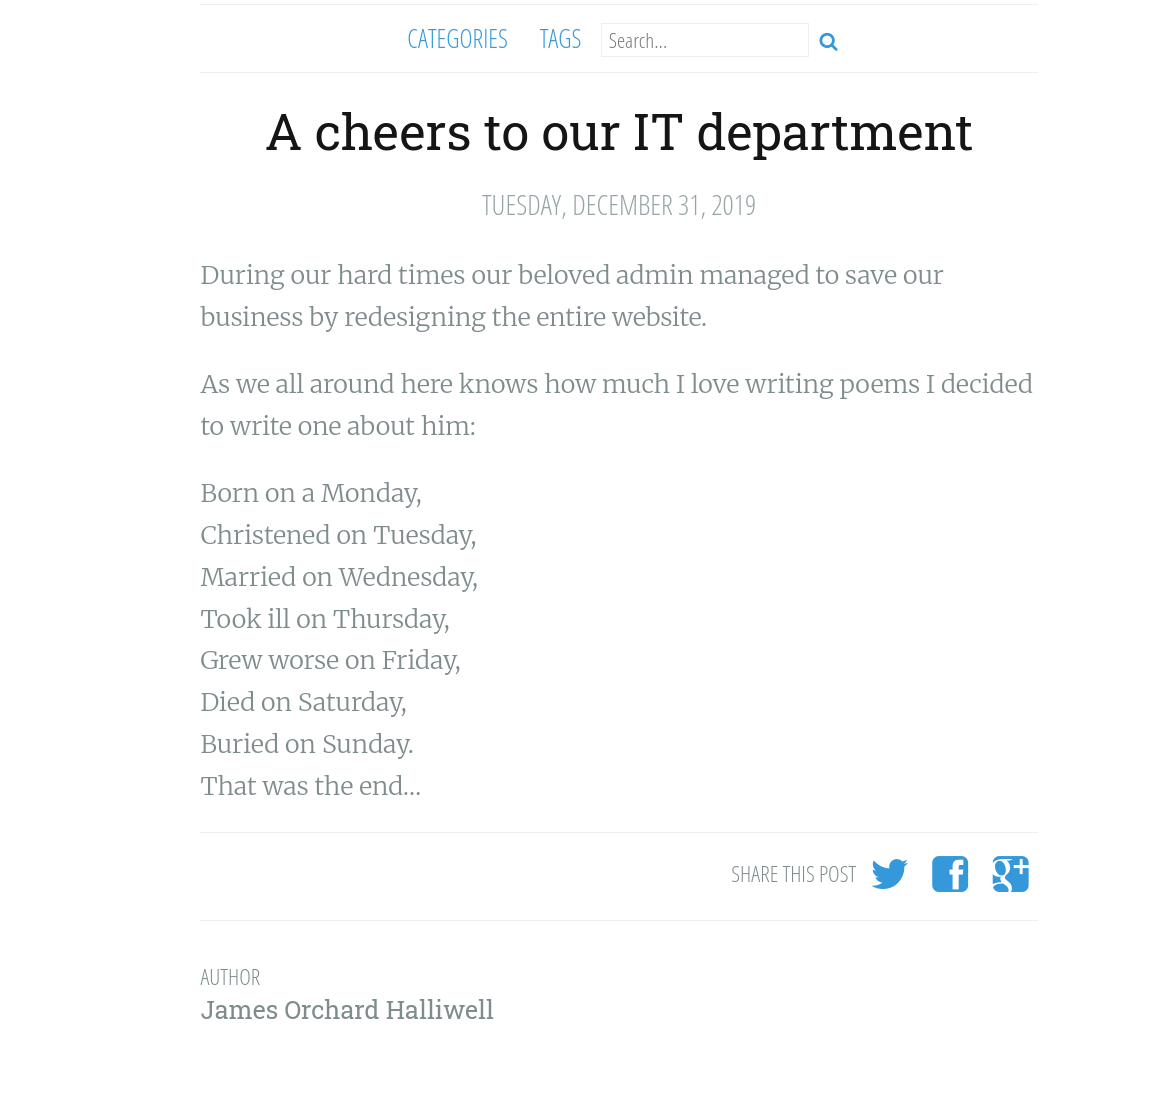 CATEGORIES TAGS Search...
A cheers to our IT department
TUESDAY, DECEMBER 31, 2019
During our hard times our beloved admin managed to save our
business by redesigning the entire website.
As we all around here knows how much I love writing poems I decided
to write one about him:
Born on a Monday,
Christened on Tuesday,
Married on Wednesday,
Took ill on Thursday,
Grew worse on Friday,
Died on Saturday,
Buried on Sunday.
That was the end…
SHARE THIS POST
AUTHOR
James Orchard Halliwell